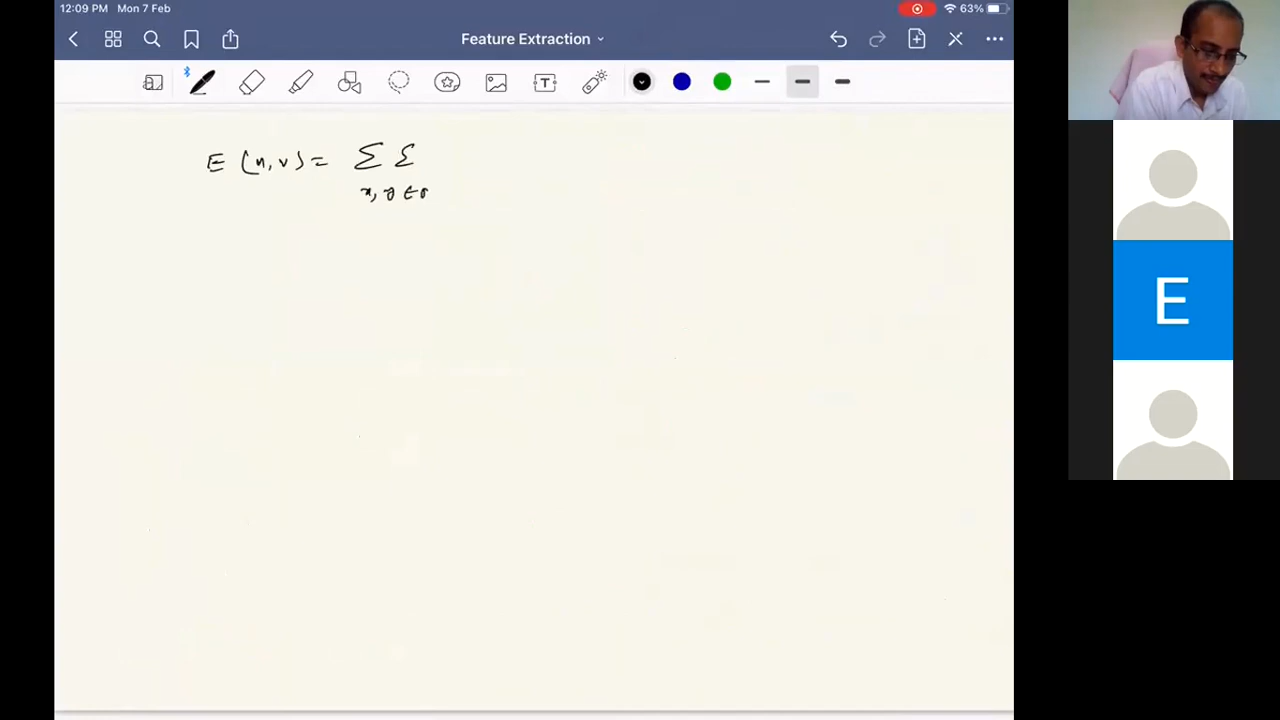 12:09 PM Mon 7 Feb 63%
Feature Extraction
T
E (u, v) = Σ Σ
x, y ∈
E